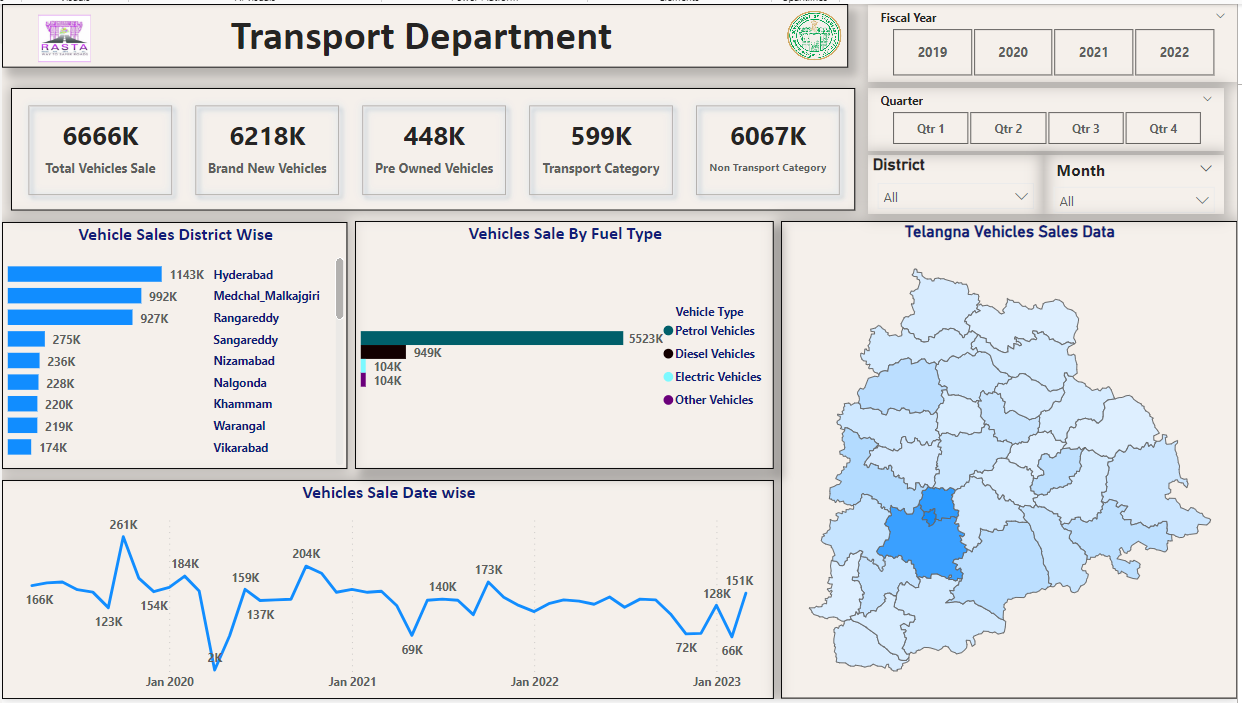 Transport Department
RASTA
Fiscal Year
2019 2020 2021 2022
Quarter
Qtr 1 Qtr 2 Qtr 3 Qtr 4
District
All
Month
All
6666K
Total Vehicles Sale
6218K
Brand New Vehicles
448K
Pre Owned Vehicles
599K
Transport Category
6067K
Non Transport Category
Vehicle Sales District Wise
1143K Hyderabad
992K Medchal_Malkajgiri
927K Rangareddy
275K Sangareddy
236K Nizamabad
228K Nalgonda
220K Khammam
219K Warangal
174K Vikarabad
Vehicles Sale By Fuel Type
5523K
949K
104K
104K
Vehicle Type
Petrol Vehicles
Diesel Vehicles
Electric Vehicles
Other Vehicles
Telangna Vehicles Sales Data
Vehicles Sale Date wise
166K
123K
261K
154K
184K
2K
159K
137K
204K
69K
140K
173K
72K
128K
66K
151K
Jan 2020 Jan 2021 Jan 2022 Jan 2023